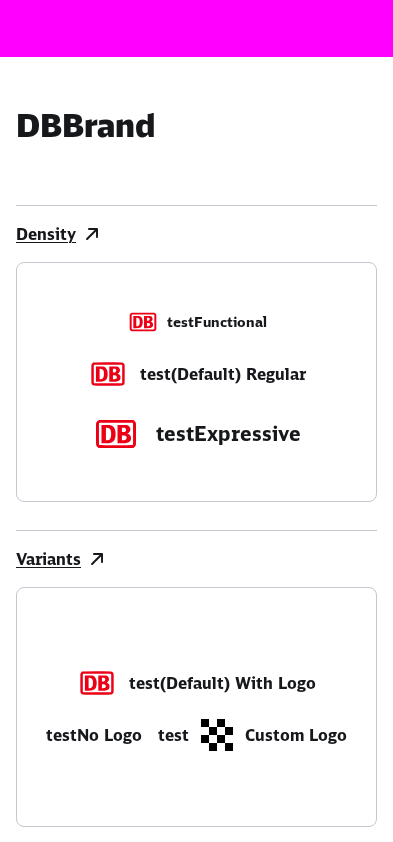 DBBrand
Density
DB testFunctional
DB test(Default) Regular
DB testExpressive
Variants
DB test(Default) With Logo
testNo Logo test Custom Logo